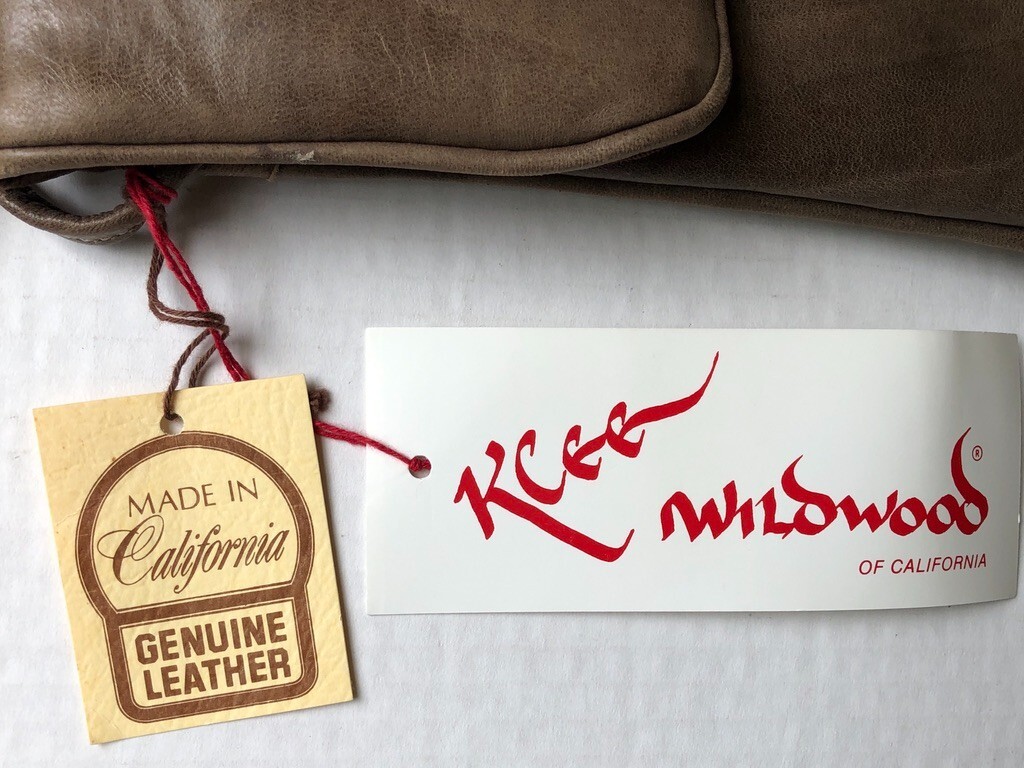 MADE IN
California
GENUINE
LEATHER
Klee
Wildwood®
OF CALIFORNIA